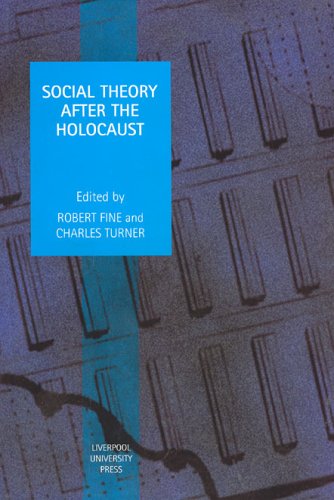 SOCIAL THEORY
AFTER THE
HOLOCAUST
Edited by
ROBERT FINE and
CHARLES TURNER
LIVERPOOL
UNIVERSITY
PRESS